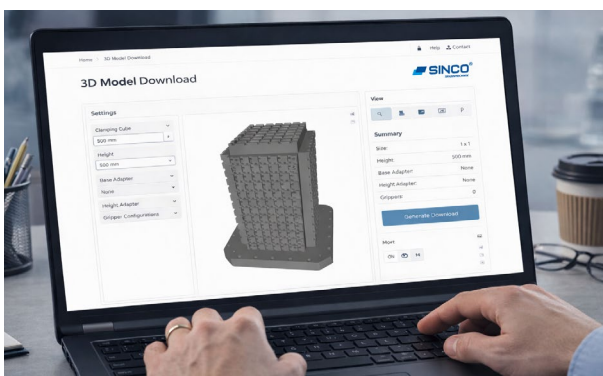 Home 3D Model Download
Help Contact
3D Model Download
SINCO®
Settings
Clamping Cube
500 mm
Height
500 mm
Base Adapter:
None
Height Adapter
Gripper Configurations
View
Summary
Size: 1 x 1
Height: 500 mm
Base Adapter: None
Height Adapter: None
Grippers: 0
Generate Download